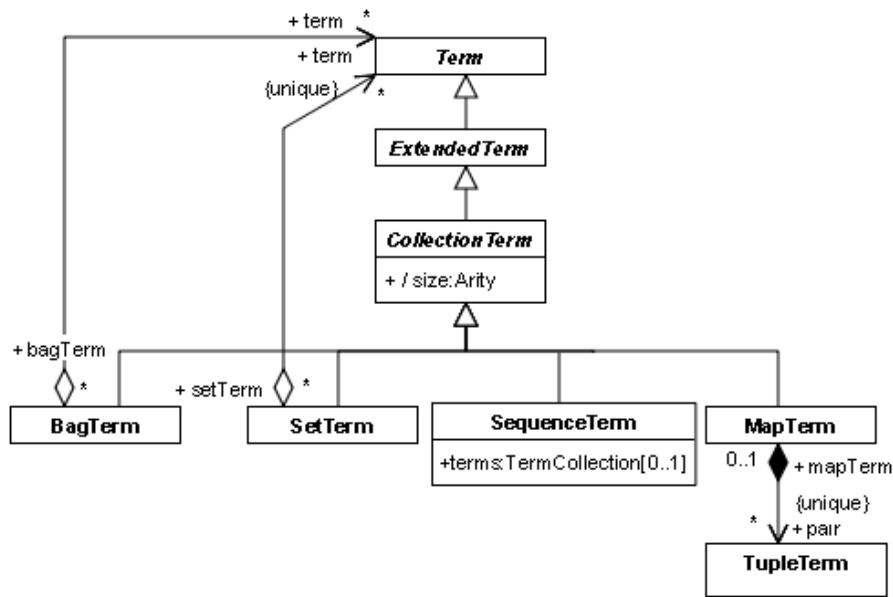 + term
*
+ term
Term
{unique}
*
ExtendedTerm
CollectionTerm
+ / size:Arity
+ bagTerm
*
+ setTerm
*
BagTerm
SetTerm
SequenceTerm
+terms:TermCollection[0..1]
MapTerm
0..1
+ mapTerm
{unique}
*
+ pair
TupleTerm